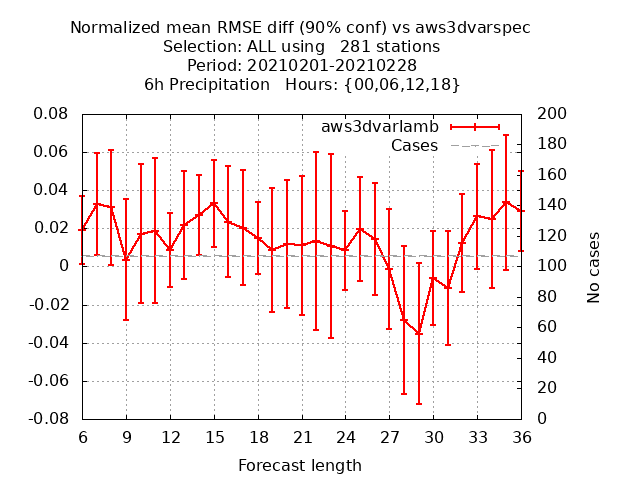 Normalized mean RMSE diff (90% conf) vs aws3dvarspec
Selection: ALL using   281 stations
Period: 20210201-20210228
6h Precipitation   Hours: {00,06,12,18}
aws3dvarlamb
Cases
0.08
0.06
0.04
0.02
0
-0.02
-0.04
-0.06
-0.08
200
180
160
140
120
100
80
60
40
20
0
No cases
6 9 12 15 18 21 24 27 30 33 36
Forecast length